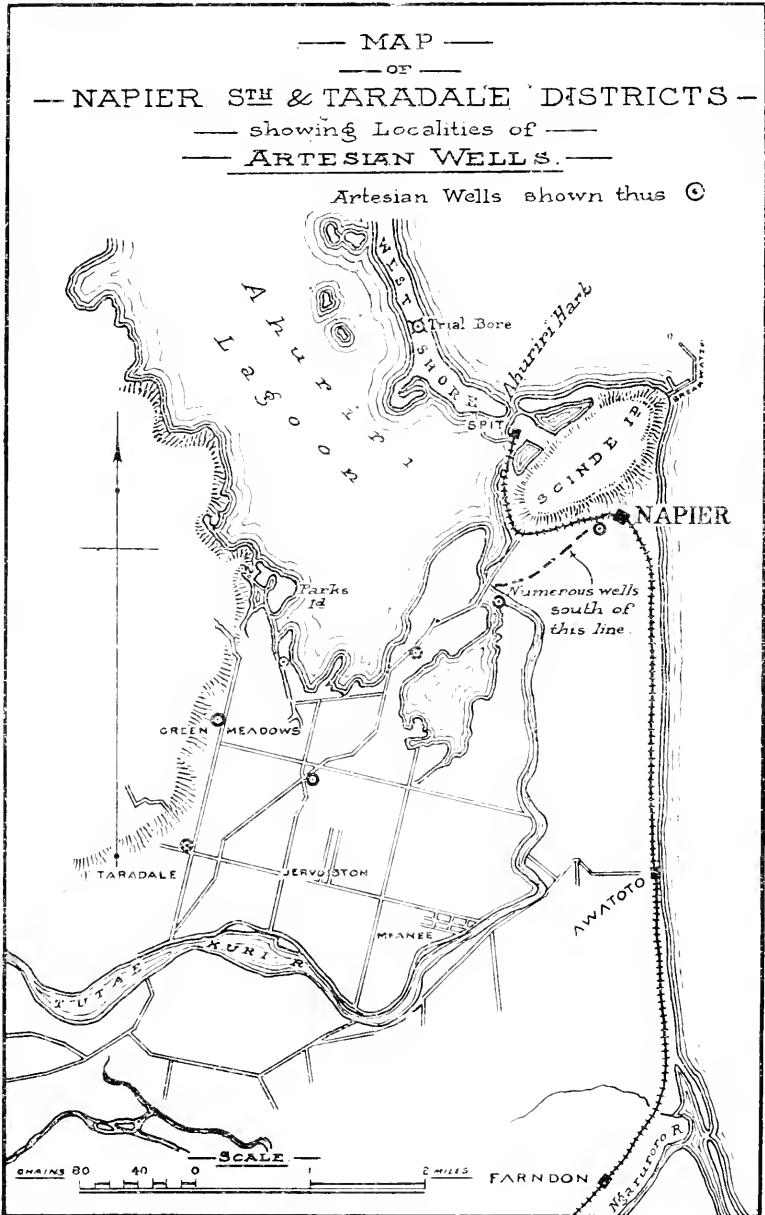 MAP
OF
NAPIER STH & TARADALE DISTRICTS
showing Localities of
ARTESIAN WELLS.
Artesian Wells shown thus
WEST SHORE
Ahuriri Lagoon
Trial Bore
Ahuriri Harb
BREAKWATER
SPIT
SCINDE Id
NAPIER
Parks
Id
Numerous wells
south of
this line.
GREEN MEADOWS
TARADALE
JERVOISTON
AWATOTO
MEANEE
TUTAE KURI R
SCALE
CHAINS 80 40 0 1 2 MILES
FARNDON
Ngaruroro R